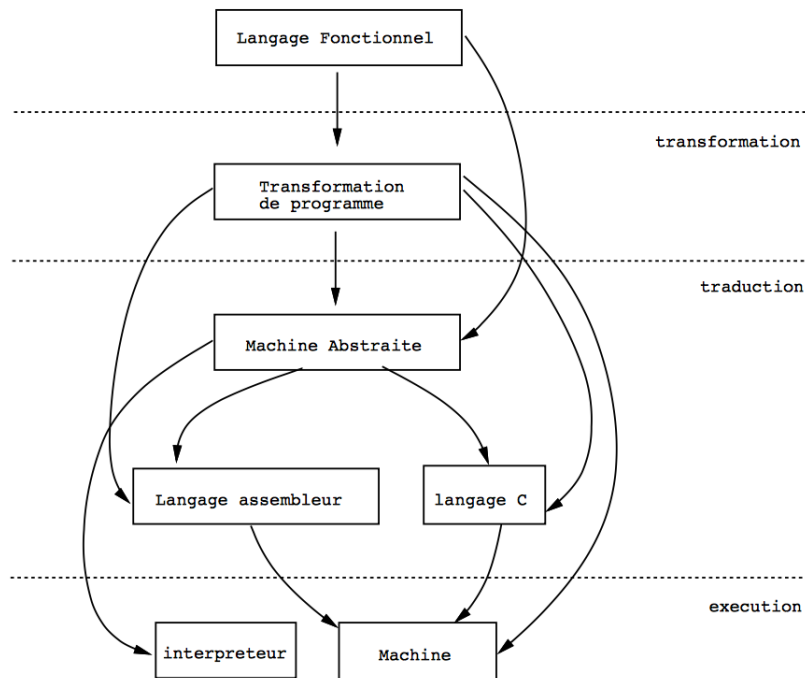 Langage Fonctionnel
transformation
Transformation
de programme
traduction
Machine Abstraite
Langage assembleur
langage C
execution
interpreteur
Machine